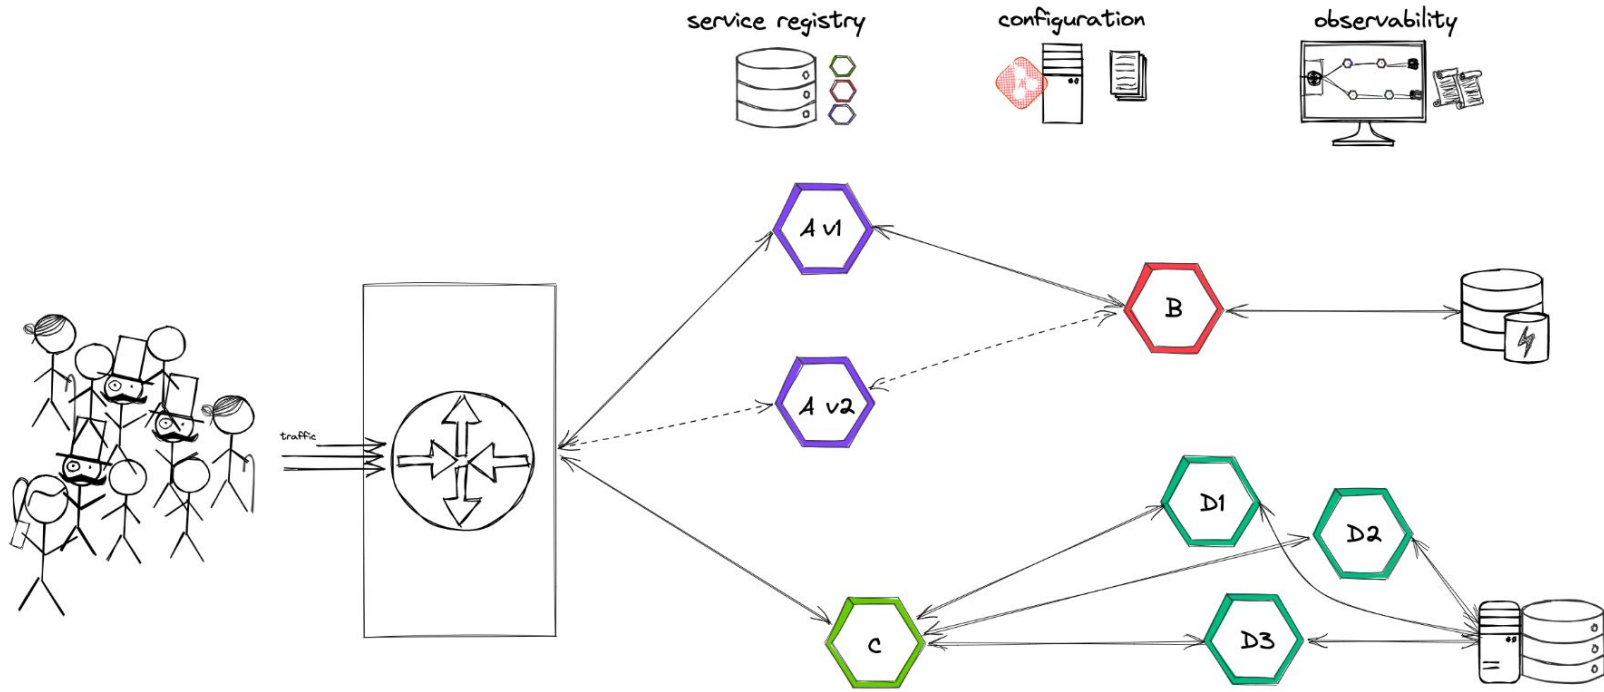 service registry
configuration
observability
A v1
B
A v2
traffic
D1
D2
C
D3